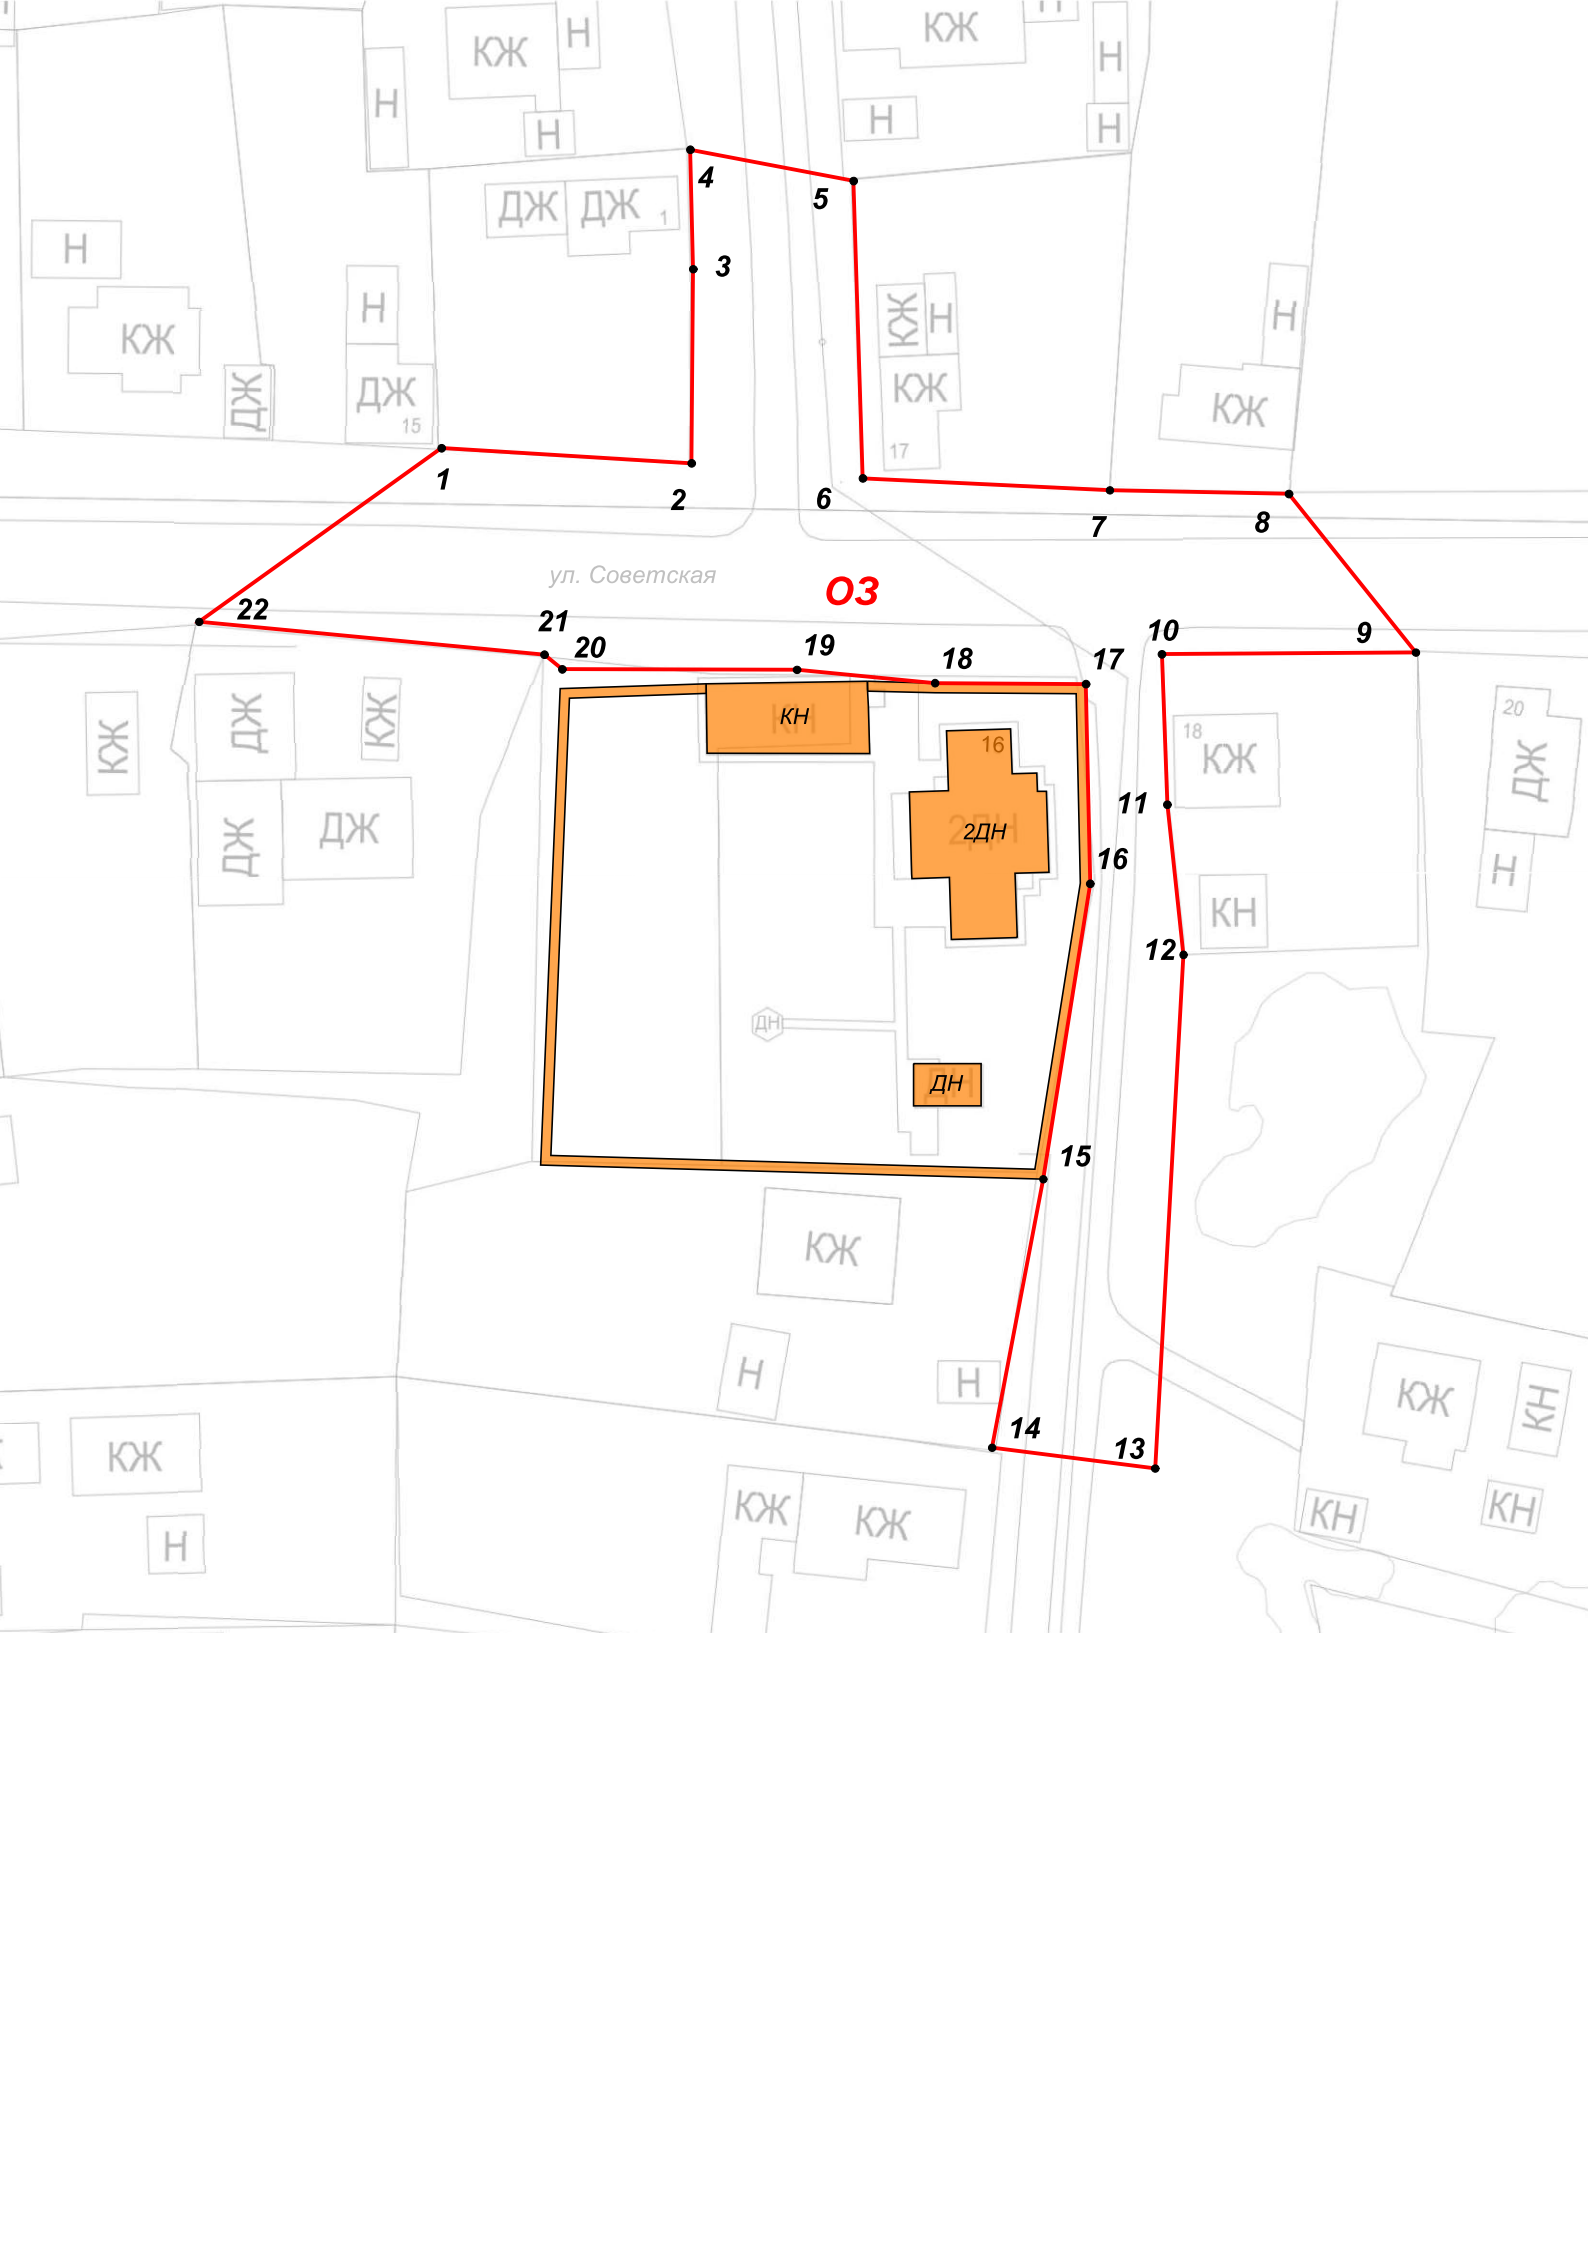 КЖ
Н
КЖ
Н
Н
Н
Н
Н
Н
4
5
ДЖ
ДЖ
1
Н
3
КЖ
Н
КЖ
Н
Н
ДЖ
ДЖ
15
КЖ
17
КЖ
1
2
6
7
8
ул. Советская
ОЗ
22
21
20
19
18
17
10
9
КЖ
ДЖ
КЖ
КН
КН
16
18
КЖ
20
ДЖ
ДЖ
ДЖ
2ДН
2ДН
11
16
Н
КН
12
ДН
ДН
ДН
15
КЖ
Н
Н
14
13
КЖ
КН
КЖ
Н
КЖ
КЖ
КН
КН